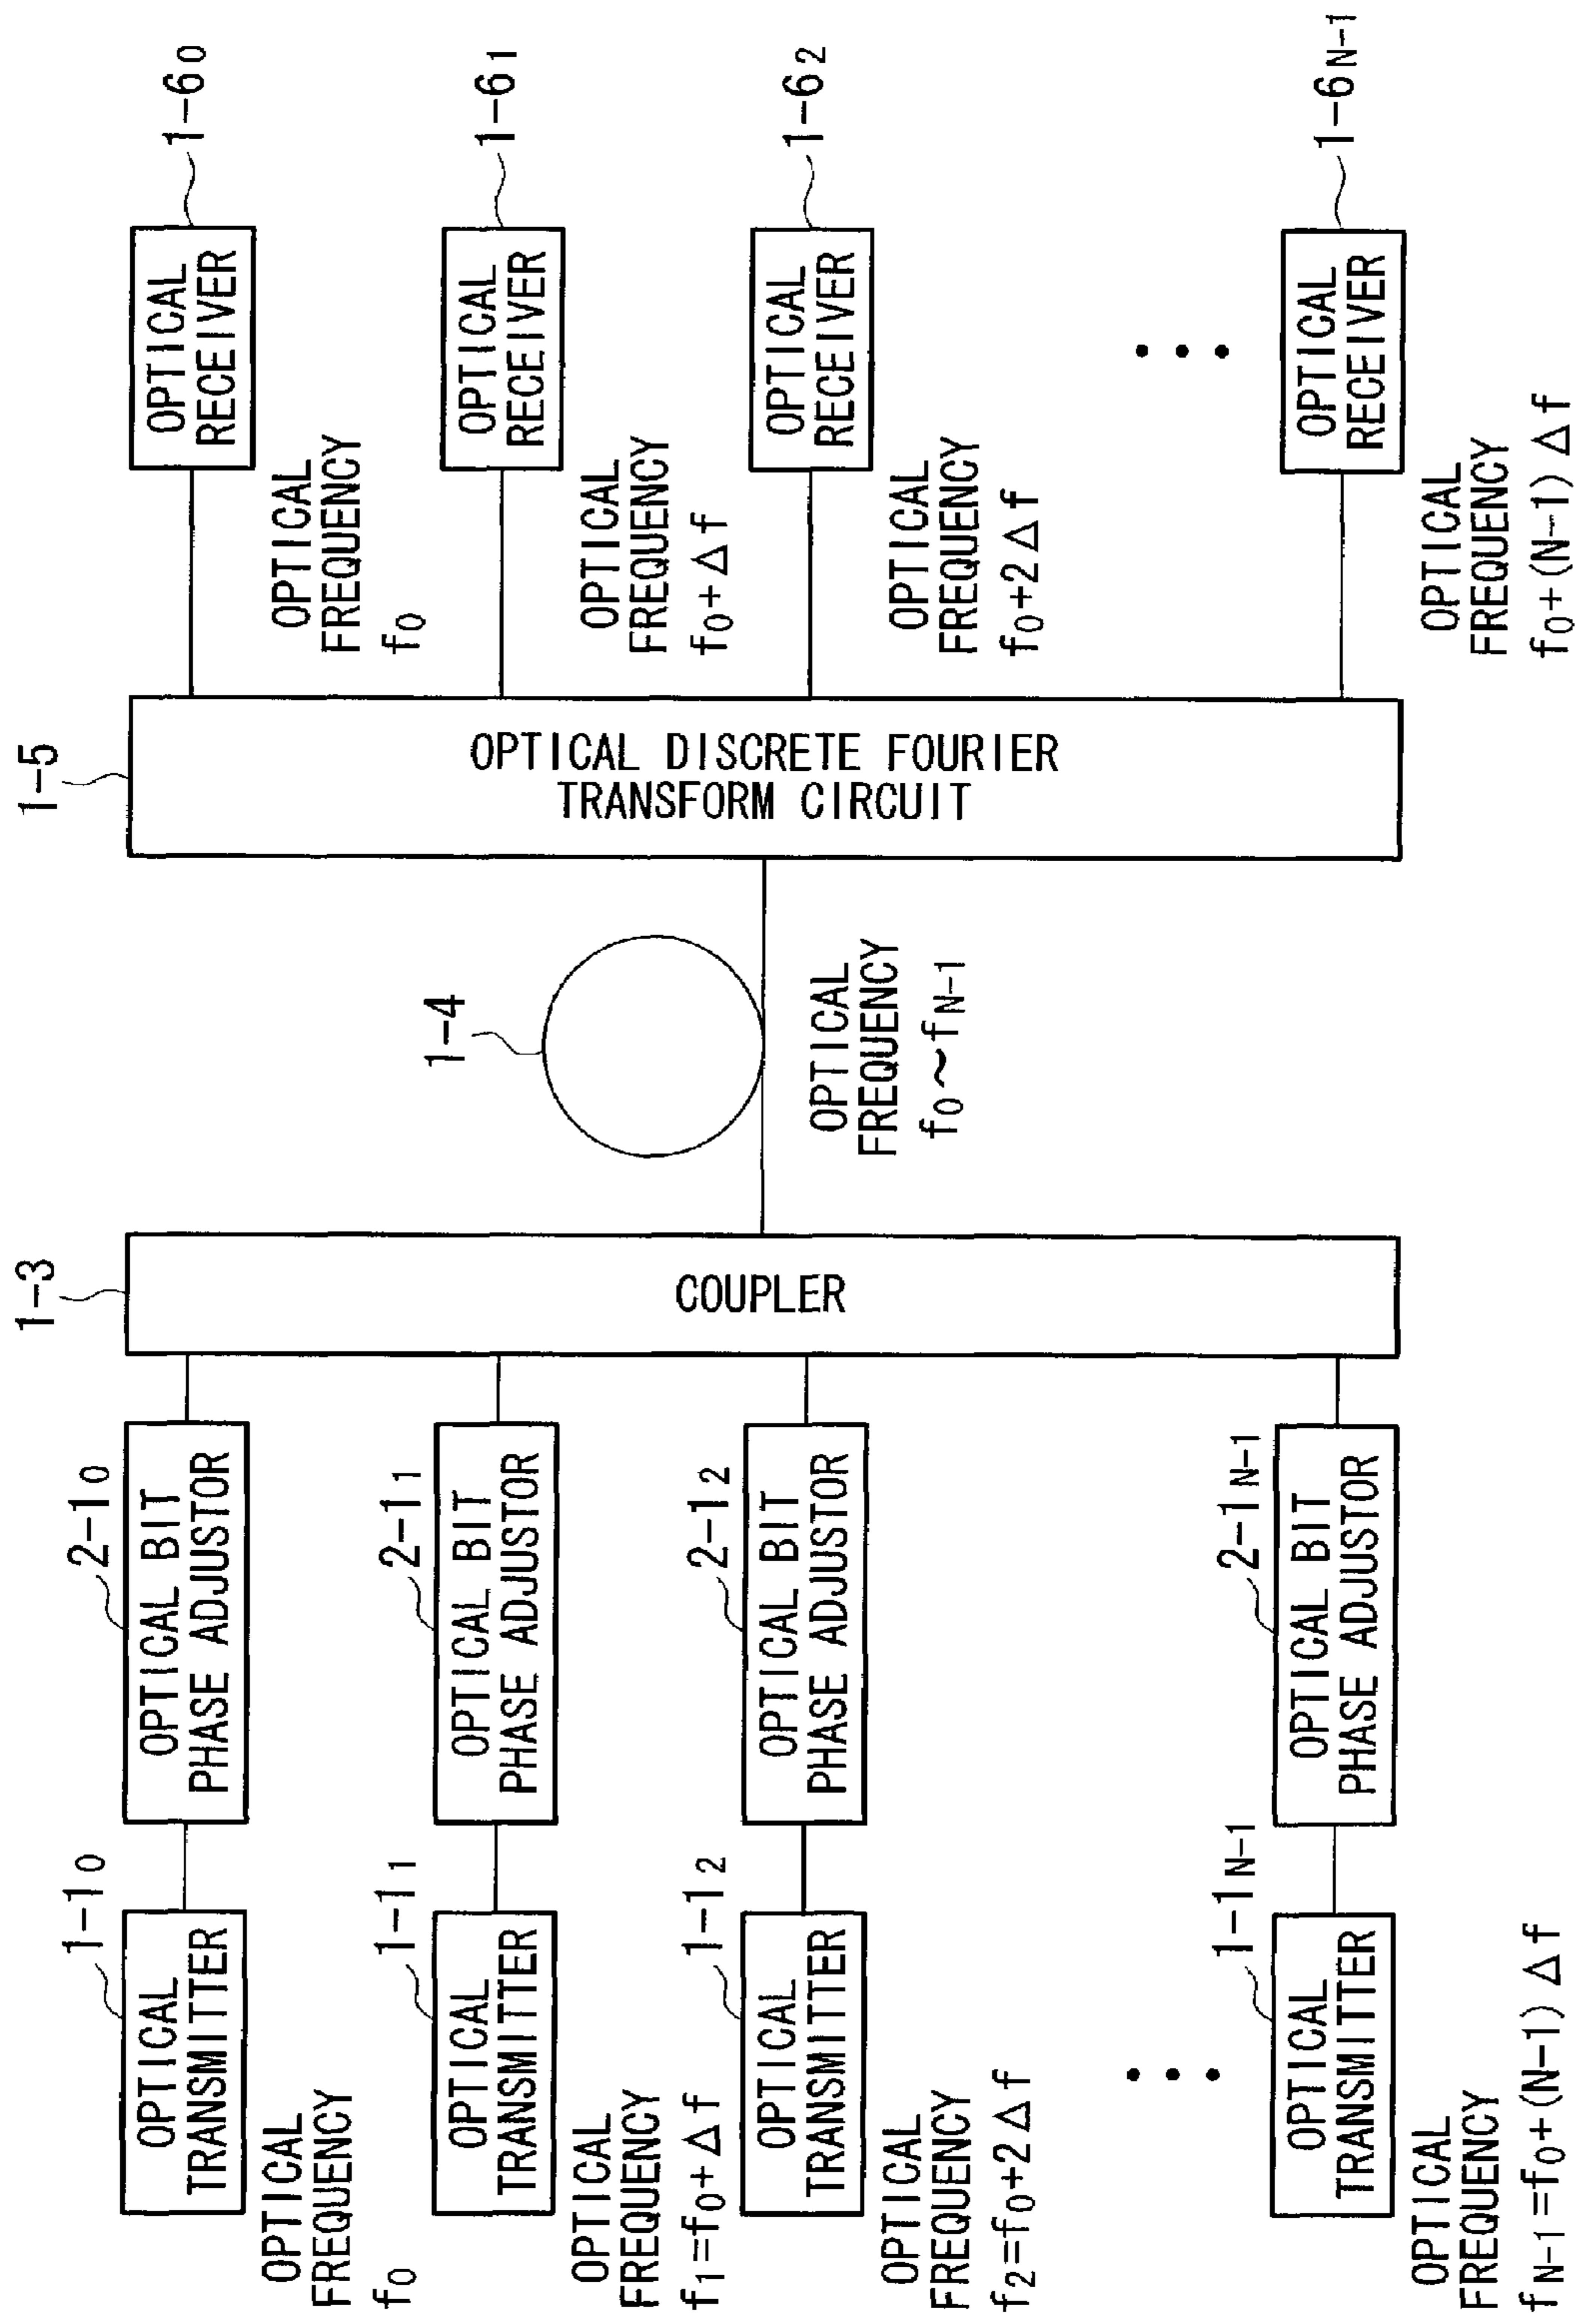 1-1₀
OPTICAL
TRANSMITTER
OPTICAL
FREQUENCY
f₀
2-1₀
OPTICAL BIT
PHASE ADJUSTOR
1-1₁
OPTICAL
TRANSMITTER
OPTICAL
FREQUENCY
f₁=f₀+Δf
2-1₁
OPTICAL BIT
PHASE ADJUSTOR
1-1₂
OPTICAL
TRANSMITTER
OPTICAL
FREQUENCY
f₂=f₀+2Δf
2-1₂
OPTICAL BIT
PHASE ADJUSTOR
•••
1-1N-1
OPTICAL
TRANSMITTER
OPTICAL
FREQUENCY
fN-1=f₀+(N-1)Δf
2-1N-1
OPTICAL BIT
PHASE ADJUSTOR
1-3
COUPLER
1-4
OPTICAL
FREQUENCY
f₀~fN-1
1-5
OPTICAL DISCRETE FOURIER
TRANSFORM CIRCUIT
OPTICAL
RECEIVER
1-6₀
OPTICAL
FREQUENCY
f₀
OPTICAL
RECEIVER
1-6₁
OPTICAL
FREQUENCY
f₀+Δf
OPTICAL
RECEIVER
1-6₂
OPTICAL
FREQUENCY
f₀+2Δf
•••
OPTICAL
RECEIVER
1-6N-1
OPTICAL
FREQUENCY
f₀+(N-1)Δf